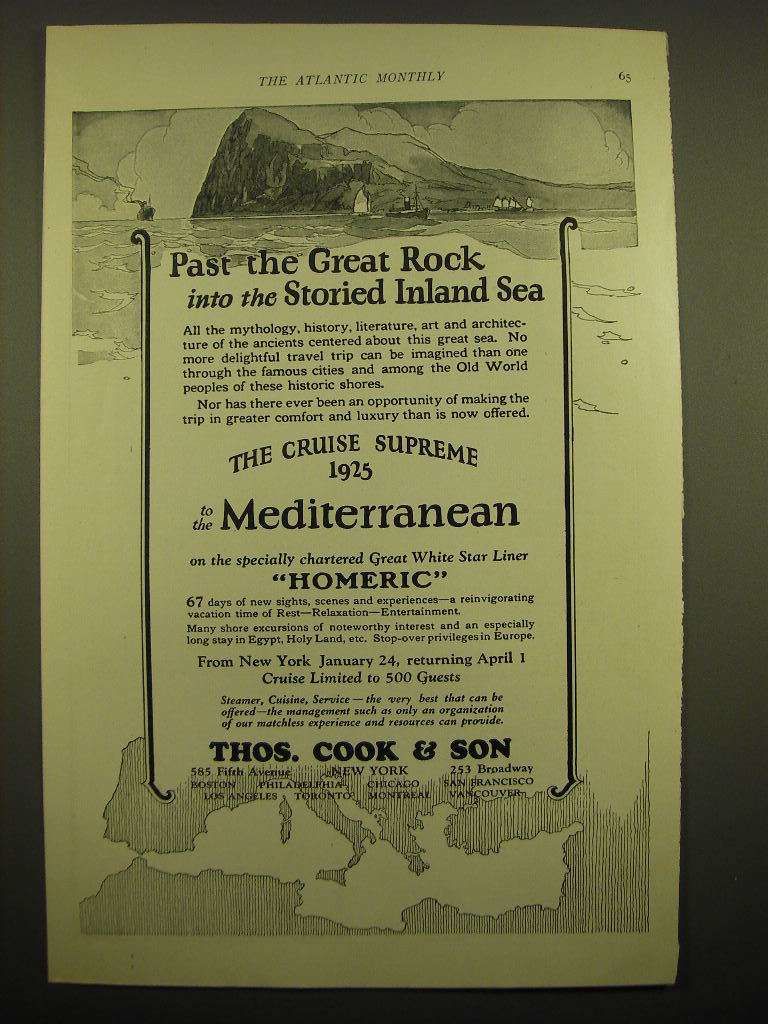 THE ATLANTIC MONTHLY 65
Past the Great Rock
into the Storied Inland Sea
All the mythology, history, literature, art and architec-
ture of the ancients centered about this great sea. No
more delightful travel trip can be imagined than one
through the famous cities and among the Old World
peoples of these historic shores.
Nor has there ever been an opportunity of making the
trip in greater comfort and luxury than is now offered.
THE CRUISE SUPREME
1925
to the Mediterranean
on the specially chartered Great White Star Liner
"HOMERIC"
67 days of new sights, scenes and experiences—a reinvigorating
vacation time of Rest—Relaxation—Entertainment.
Many shore excursions of noteworthy interest and an especially
long stay in Egypt, Holy Land, etc. Stop-over privileges in Europe.
From New York January 24, returning April 1
Cruise Limited to 500 Guests
Steamer, Cuisine, Service — the very best that can be
offered—the management such as only an organization
of our matchless experience and resources can provide.
THOS. COOK & SON
585 Fifth Avenue NEW YORK 253 Broadway
BOSTON PHILADELPHIA CHICAGO SAN FRANCISCO
LOS ANGELES TORONTO MONTREAL VANCOUVER